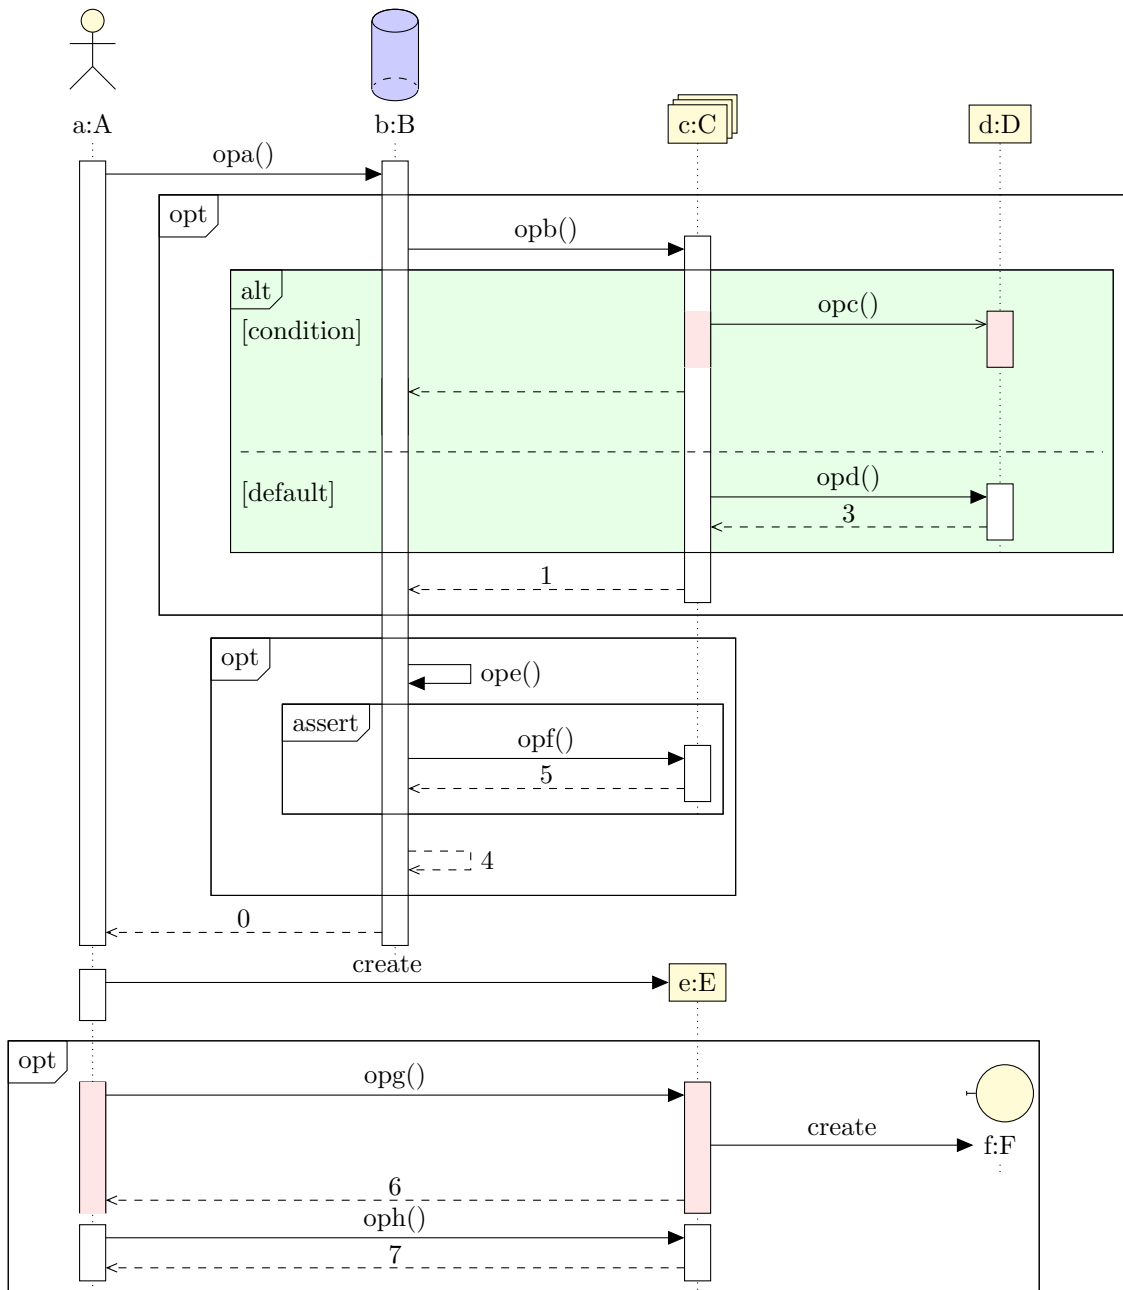 a:A
b:B
c:C
d:D
opa()
opt
opb()
alt
opc()
[condition]
opd()
[default]
3
1
opt
ope()
assert
opf()
5
4
0
create
e:E
opt
opg()
create
f:F
6
oph()
7